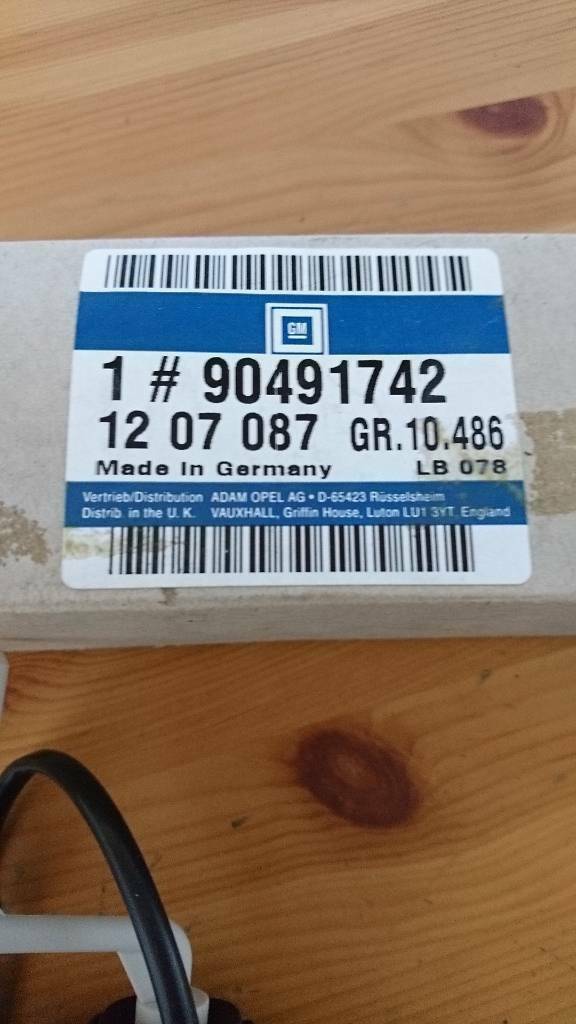 GM
1 # 90491742
12 07 087 GR.10.486
Made in Germany LB 078
Vertrieb/Distribution ADAM OPEL AG • D-65423 Rüsselsheim
Distrib. in the U. K. VAUXHALL, Griffin House, Luton LU1 3YT, England